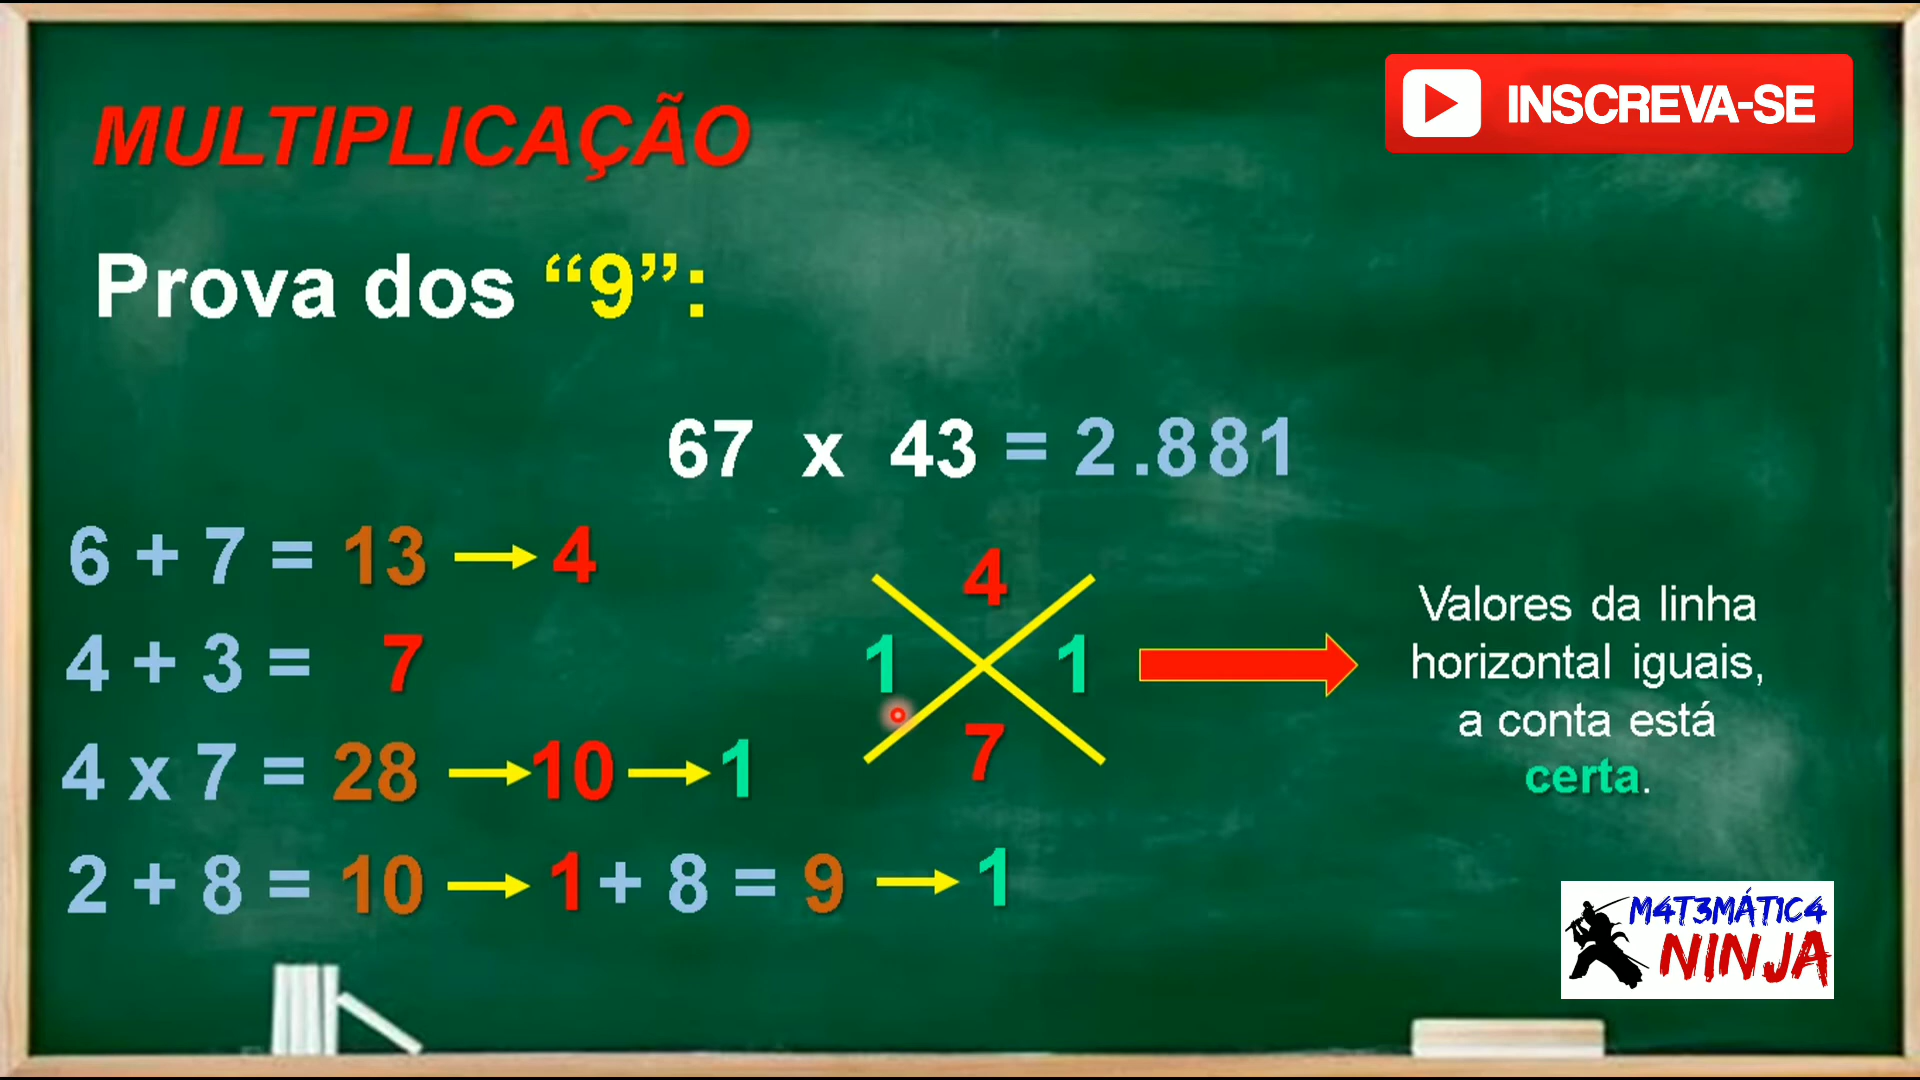 MULTIPLICAÇÃO
INSCREVA-SE
Prova dos “9”:
67 x 43 = 2.881
6 + 7 = 13 → 4
4 + 3 = 7
4 x 7 = 28 → 10 → 1
2 + 8 = 10 → 1 + 8 = 9 → 1
4
1 1
7
Valores da linha
horizontal iguais,
a conta está
certa.
M4T3MÁT1C4
NINJA